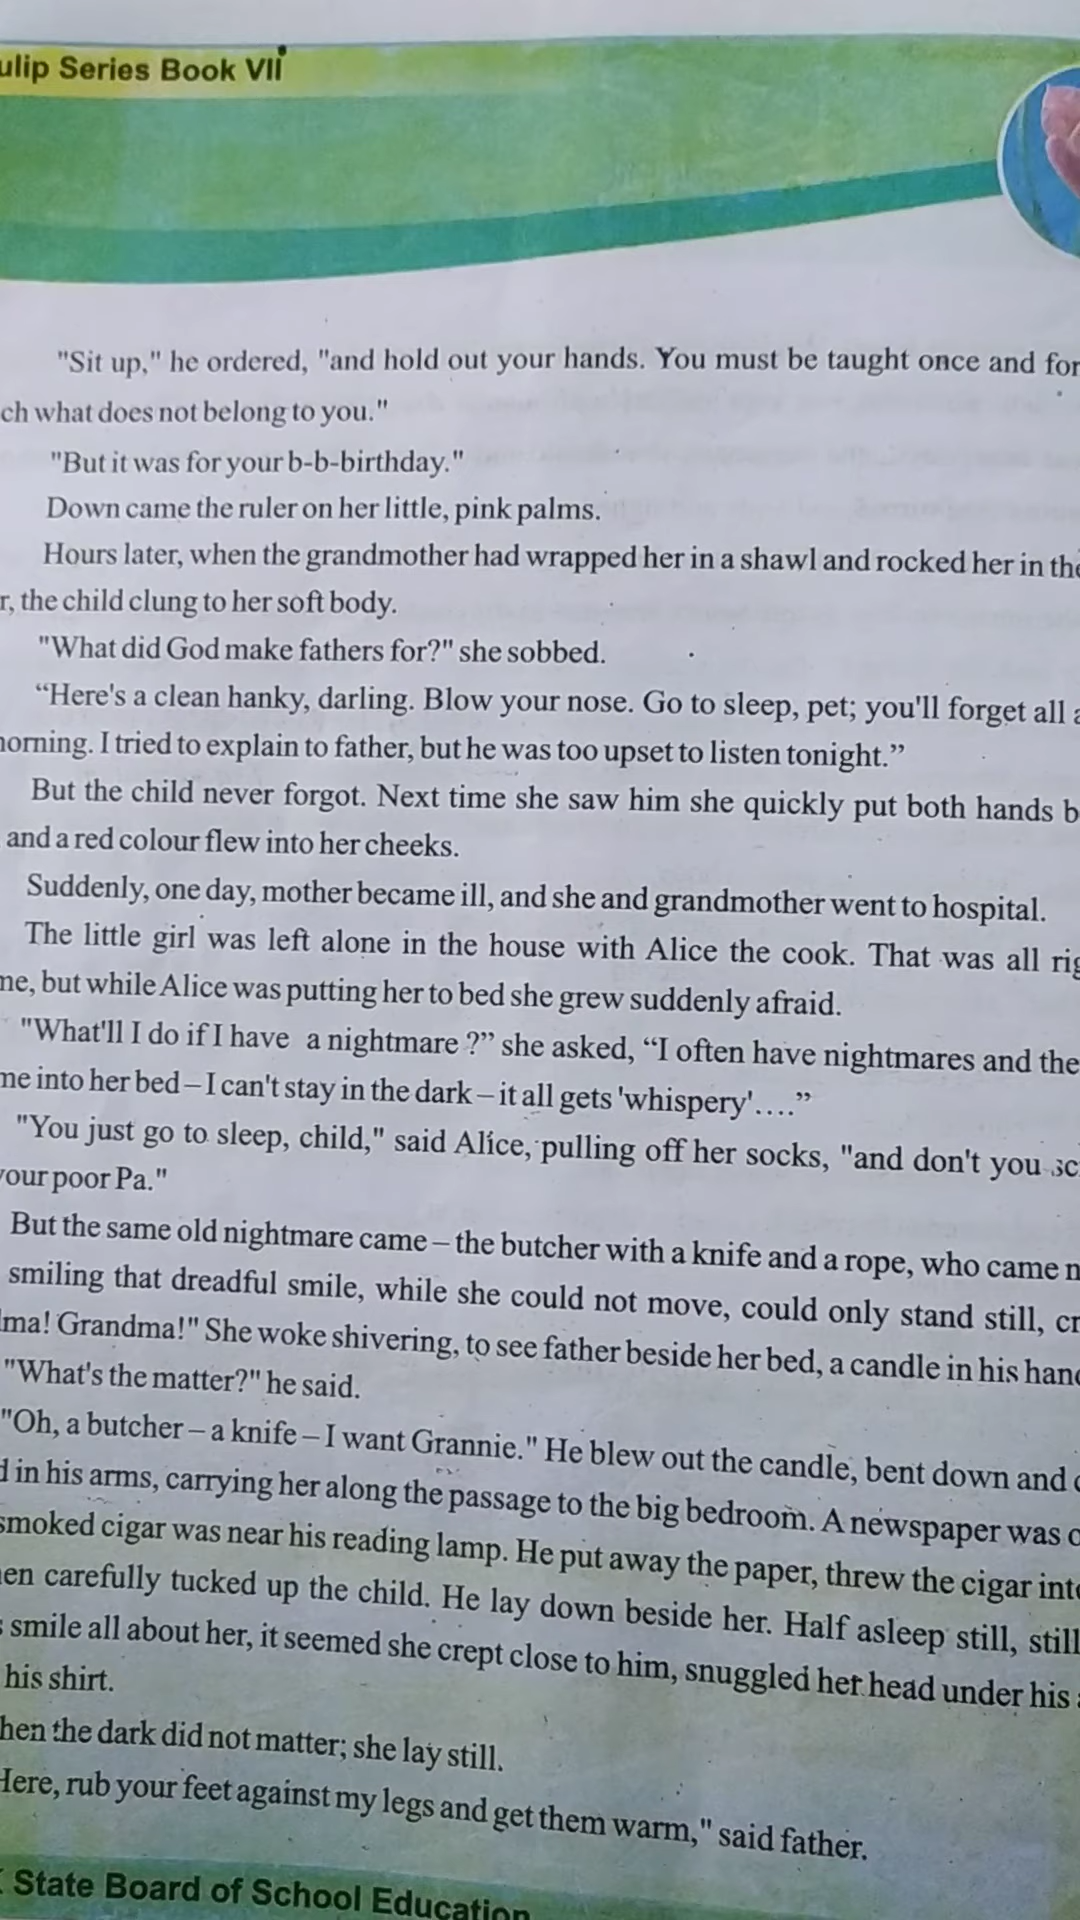 Series Book VII
"Sit up," he ordered, "and hold out your hands. You must be taught once and for
what does not belong to you."
"But it was for your b-b-birthday."
Down came the ruler on her little, pink palms.
Hours later, when the grandmother had wrapped her in a shawl and rocked her in
the child clung to her soft body.
"What did God make fathers for?" she sobbed.
“Here's a clean hanky, darling. Blow your nose. Go to sleep, pet; you'll forget all
I tried to explain to father, but he was too upset to listen tonight.”
But the child never forgot. Next time she saw him she quickly put both hands
and a red colour flew into her cheeks.
Suddenly, one day, mother became ill, and she and grandmother went to hospital.
The little girl was left alone in the house with Alice the cook. That was all
but while Alice was putting her to bed she grew suddenly afraid.
"What'll I do if I have a nightmare ?” she asked, “I often have nightmares and
into her bed – I can't stay in the dark – it all gets 'whispery'....”
"You just go to sleep, child," said Alice, pulling off her socks, "and don't you
your poor Pa."
But the same old nightmare came – the butcher with a knife and a rope, who came
smiling that dreadful smile, while she could not move, could only stand still,
Grandma!" She woke shivering, to see father beside her bed, a candle in his
"What's the matter?" he said.
"Oh, a butcher – a knife – I want Grannie." He blew out the candle, bent down and
in his arms, carrying her along the passage to the big bedroom. A newspaper was
smoked cigar was near his reading lamp. He put away the paper, threw the cigar
carefully tucked up the child. He lay down beside her. Half asleep still, still
smile all about her, it seemed she crept close to him, snuggled her head under his
his shirt.
the dark did not matter; she lay still.
rub your feet against my legs and get them warm," said father.
State Board of School Education